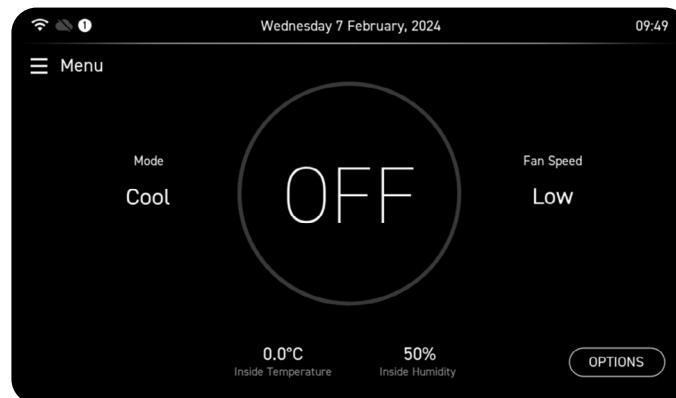 1 Wednesday 7 February, 2024 09:49
Menu
Mode
Cool
OFF
Fan Speed
Low
0.0°C
Inside Temperature
50%
Inside Humidity
OPTIONS